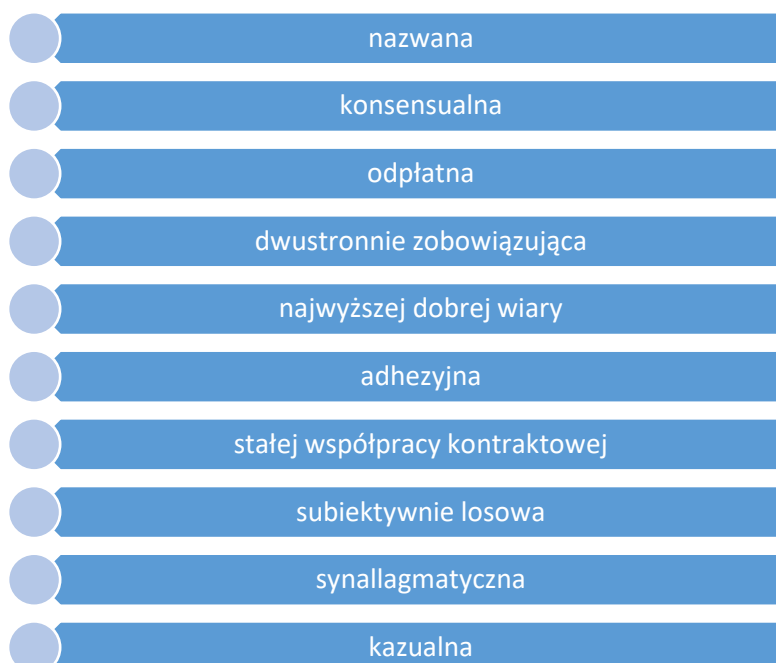 nazwana
konsensualna
odpłatna
dwustronnie zobowiązująca
najwyższej dobrej wiary
adhezyjna
stałej współpracy kontraktowej
subiektywnie losowa
synallagmatyczna
kazualna